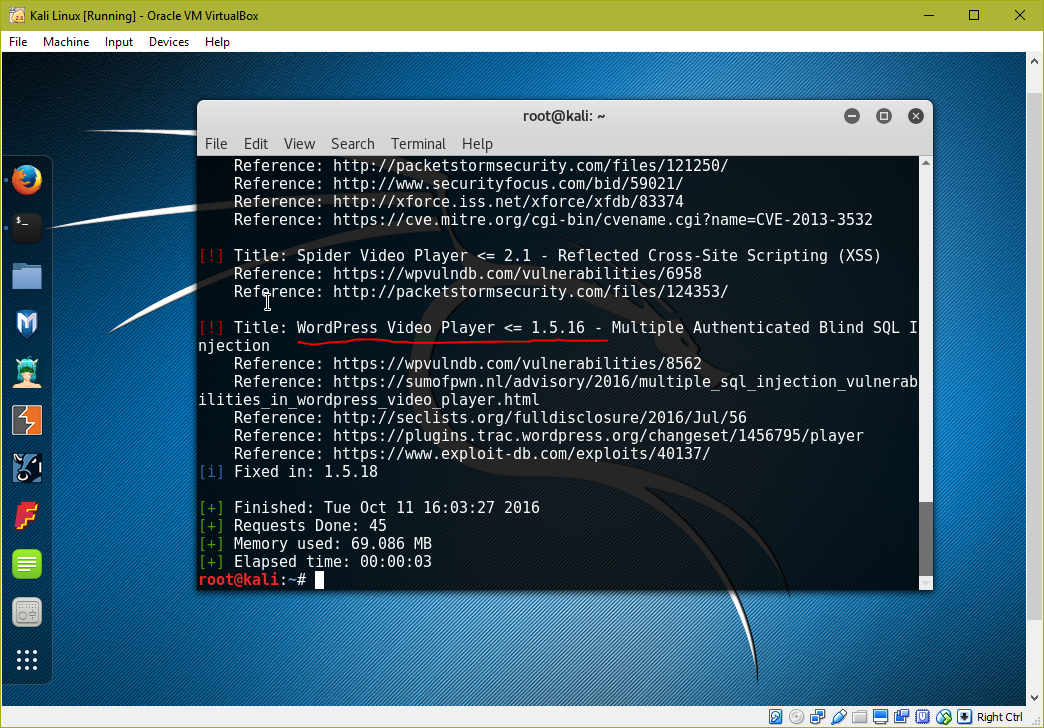 Kali Linux [Running] - Oracle VM VirtualBox
File Machine Input Devices Help
root@kali: ~
File Edit View Search Terminal Help
Reference: http://packetstormsecurity.com/files/121250/
Reference: http://www.securityfocus.com/bid/59021/
Reference: http://xforce.iss.net/xforce/xfdb/83374
Reference: https://cve.mitre.org/cgi-bin/cvename.cgi?name=CVE-2013-3532
[!] Title: Spider Video Player <= 2.1 - Reflected Cross-Site Scripting (XSS)
Reference: https://wpvulndb.com/vulnerabilities/6958
Reference: http://packetstormsecurity.com/files/124353/
[!] Title: WordPress Video Player <= 1.5.16 - Multiple Authenticated Blind SQL I
njection
Reference: https://wpvulndb.com/vulnerabilities/8562
Reference: https://sumofpwn.nl/advisory/2016/multiple_sql_injection_vulnerab
ilities_in_wordpress_video_player.html
Reference: http://seclists.org/fulldisclosure/2016/Jul/56
Reference: https://plugins.trac.wordpress.org/changeset/1456795/player
Reference: https://www.exploit-db.com/exploits/40137/
[i] Fixed in: 1.5.18
[+] Finished: Tue Oct 11 16:03:27 2016
[+] Requests Done: 45
[+] Memory used: 69.086 MB
[+] Elapsed time: 00:00:03
root@kali:~#
Right Ctrl